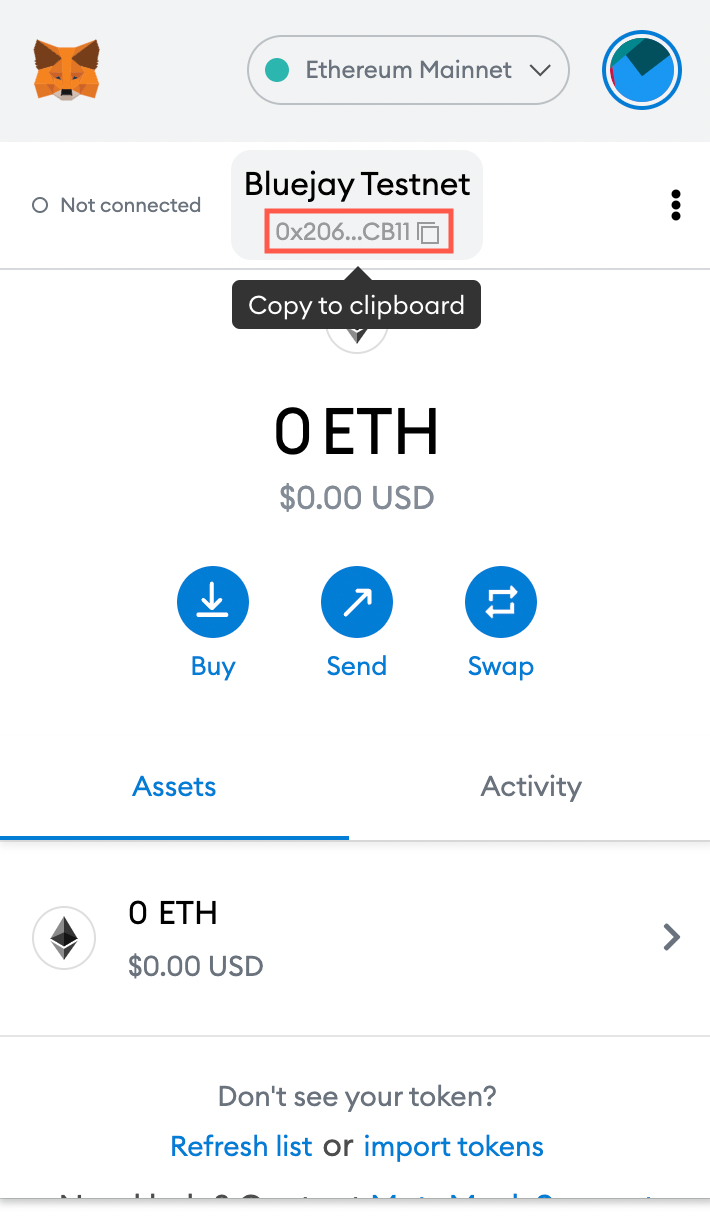 Ethereum Mainnet
Not connected
Bluejay Testnet
0x206...CB11
Copy to clipboard
0 ETH
$0.00 USD
Buy
Send
Swap
Assets
Activity
0 ETH
$0.00 USD
Don't see your token?
Refresh list or import tokens